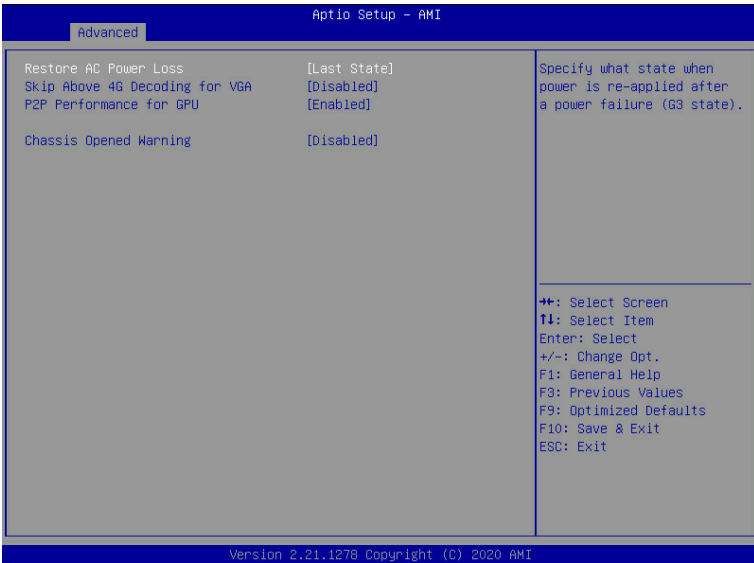 Aptio Setup – AMI
Advanced
Restore AC Power Loss [Last State]
Skip Above 4G Decoding for VGA [Disabled]
P2P Performance for GPU [Enabled]
Chassis Opened Warning [Disabled]
Specify what state when
power is re-applied after
a power failure (G3 state).
→←: Select Screen
↑↓: Select Item
Enter: Select
+/-: Change Opt.
F1: General Help
F3: Previous Values
F9: Optimized Defaults
F10: Save & Exit
ESC: Exit
Version 2.21.1278 Copyright (C) 2020 AMI